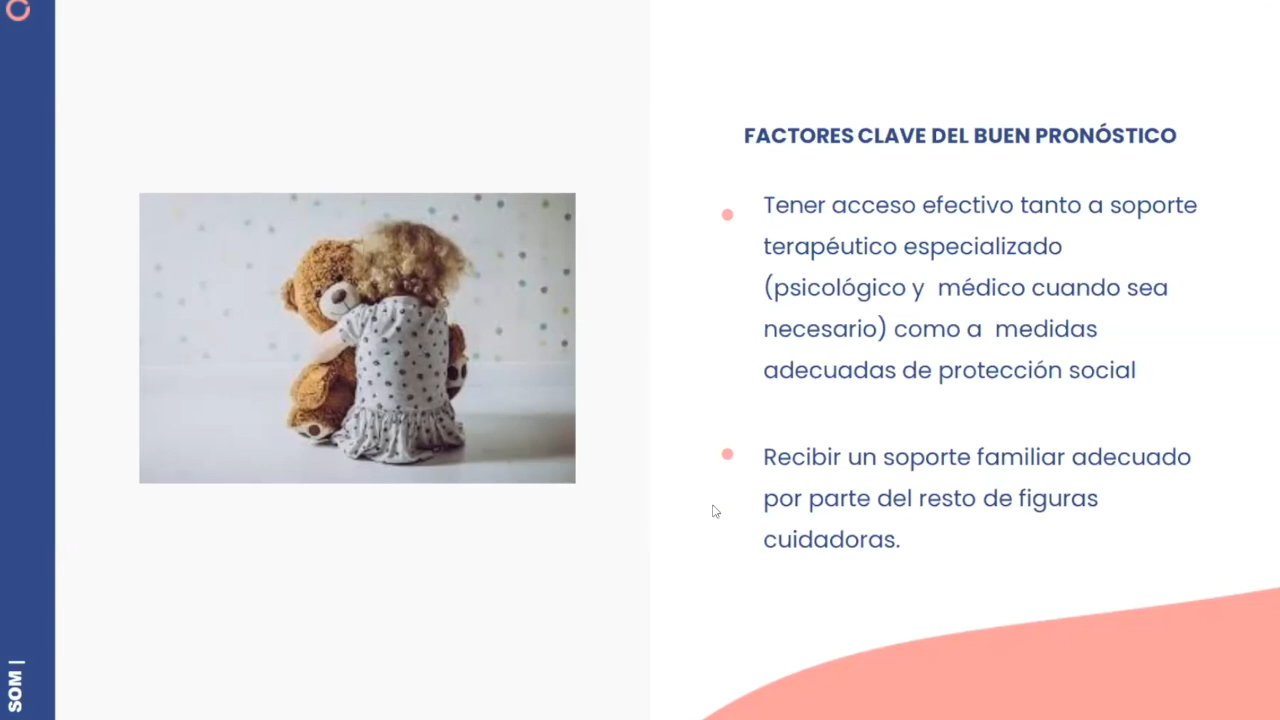 FACTORES CLAVE DEL BUEN PRONÓSTICO
Tener acceso efectivo tanto a soporte
terapéutico especializado
(psicológico y médico cuando sea
necesario) como a medidas
adecuadas de protección social
Recibir un soporte familiar adecuado
por parte del resto de figuras
cuidadoras.
SOM |